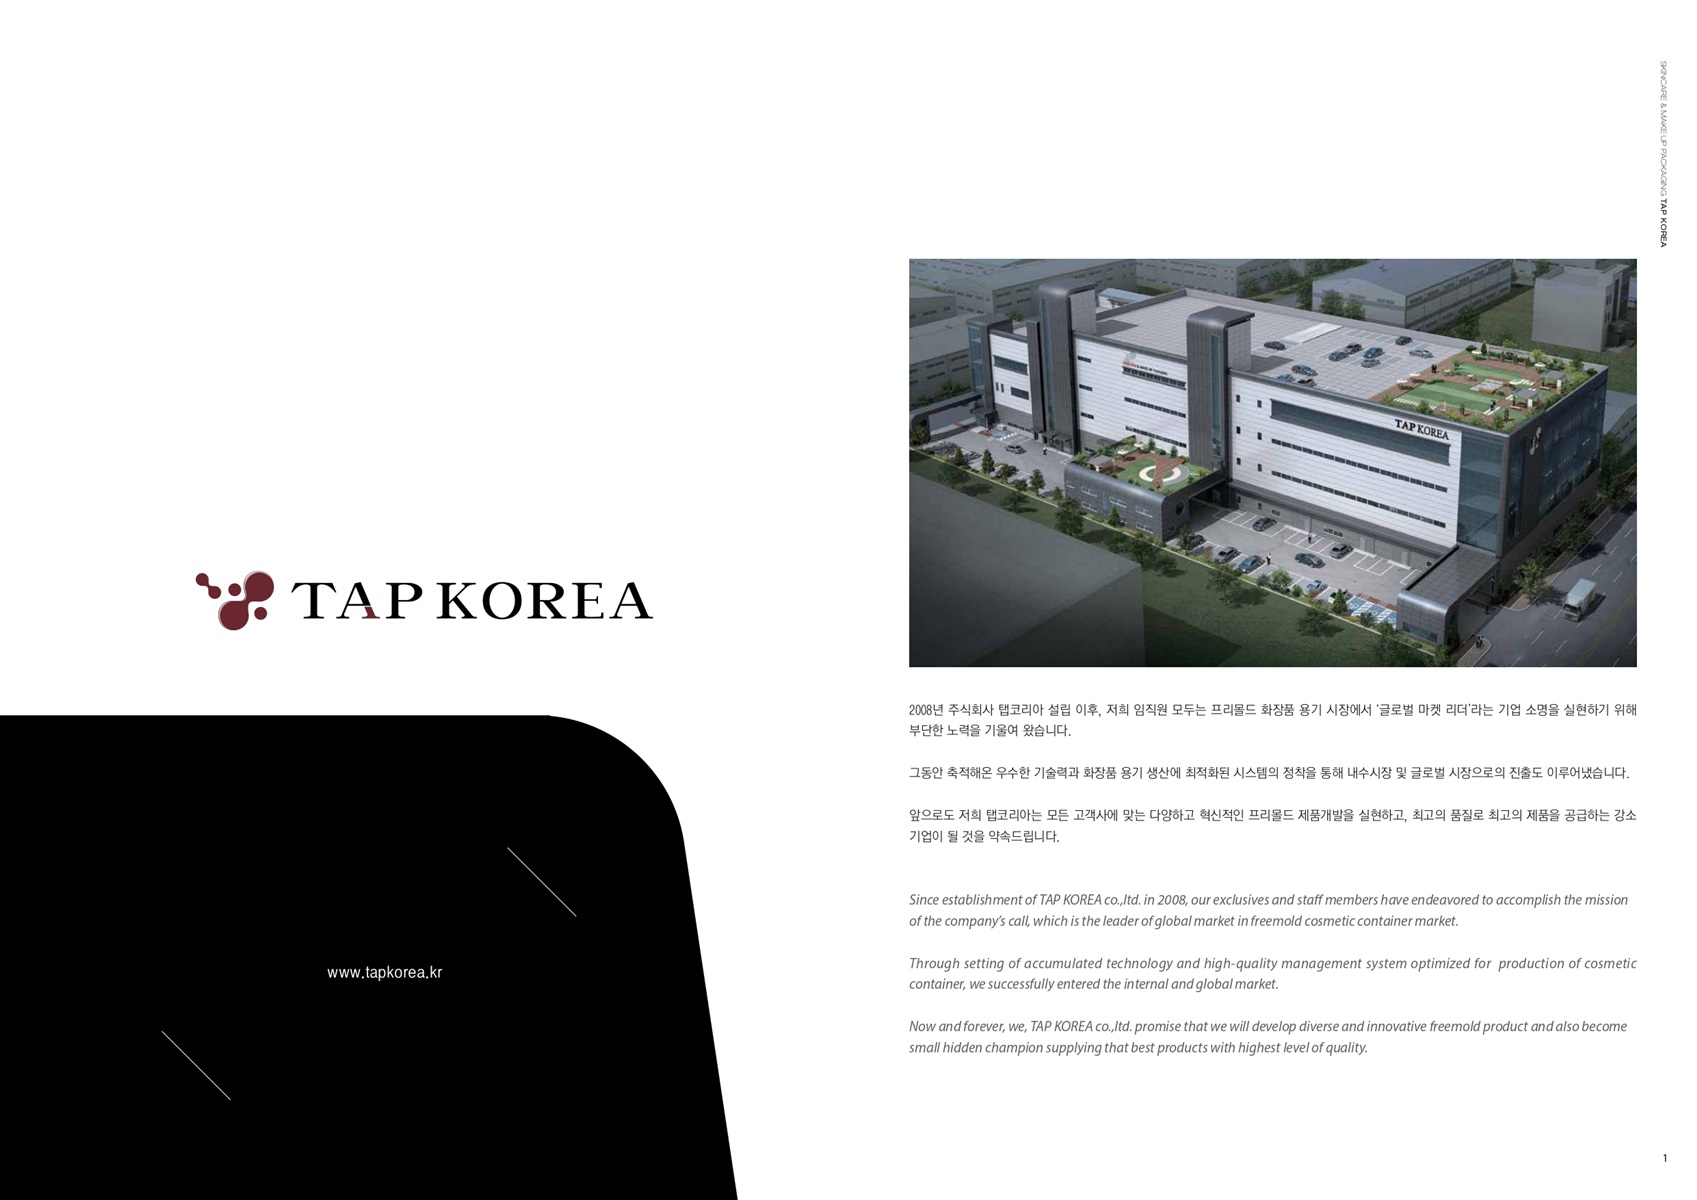 TAP KOREA
www.tapkorea.kr
SKINCARE & MAKE UP PACKAGING TAP KOREA
TAP KOREA
2008년 주식회사 탭코리아 설립 이후, 저희 임직원 모두는 프리몰드 화장품 용기 시장에서 '글로벌 마켓 리더'라는 기업 소명을 실현하기 위해
부단한 노력을 기울여 왔습니다.
그동안 축적해온 우수한 기술력과 화장품 용기 생산에 최적화된 시스템의 정착을 통해 내수시장 및 글로벌 시장으로의 진출도 이루어냈습니다.
앞으로도 저희 탭코리아는 모든 고객사에 맞는 다양하고 혁신적인 프리몰드 제품개발을 실현하고, 최고의 품질로 최고의 제품을 공급하는 강소
기업이 될 것을 약속드립니다.
Since establishment of TAP KOREA co.,ltd. in 2008, our exclusives and staff members have endeavored to accomplish the mission
of the company's call, which is the leader of global market in freemold cosmetic container market.
Through setting of accumulated technology and high-quality management system optimized for production of cosmetic
container, we successfully entered the internal and global market.
Now and forever, we, TAP KOREA co.,ltd. promise that we will develop diverse and innovative freemold product and also become
small hidden champion supplying that best products with highest level of quality.
1